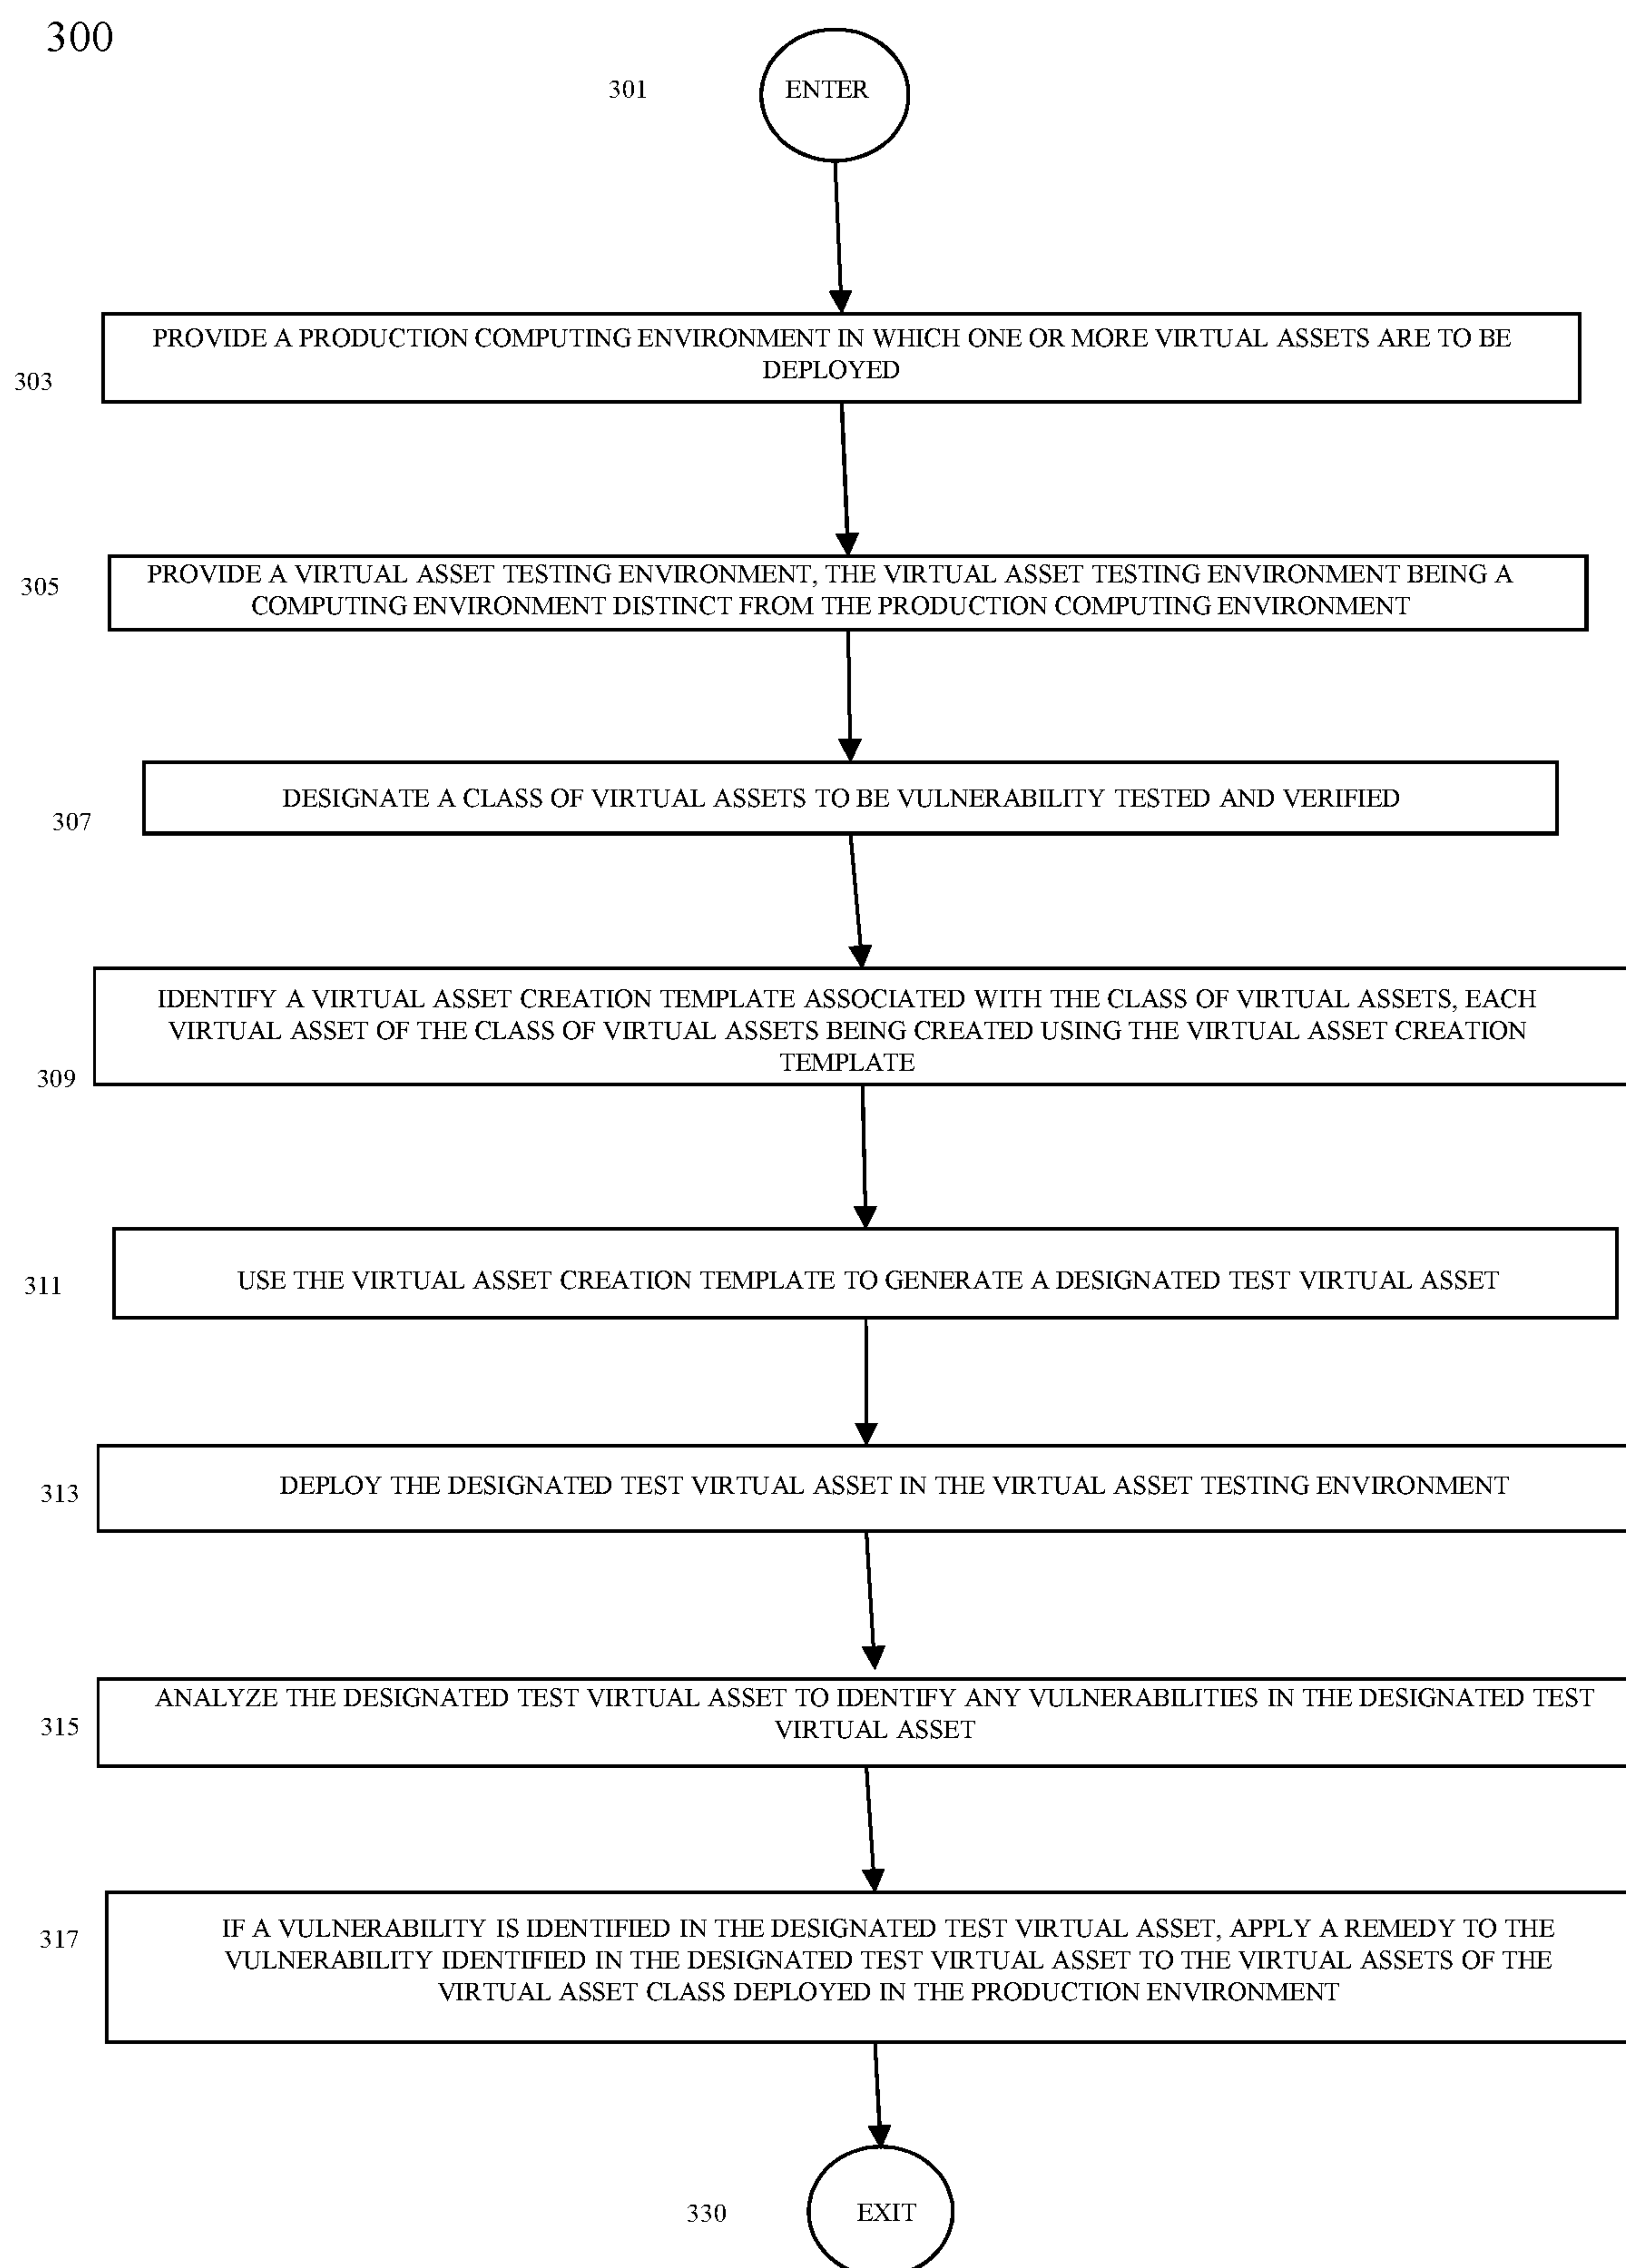 300
301
ENTER
PROVIDE A PRODUCTION COMPUTING ENVIRONMENT IN WHICH ONE OR MORE VIRTUAL ASSETS ARE TO BE
DEPLOYED
303
305
PROVIDE A VIRTUAL ASSET TESTING ENVIRONMENT, THE VIRTUAL ASSET TESTING ENVIRONMENT BEING A
COMPUTING ENVIRONMENT DISTINCT FROM THE PRODUCTION COMPUTING ENVIRONMENT
DESIGNATE A CLASS OF VIRTUAL ASSETS TO BE VULNERABILITY TESTED AND VERIFIED
307
IDENTIFY A VIRTUAL ASSET CREATION TEMPLATE ASSOCIATED WITH THE CLASS OF VIRTUAL ASSETS, EACH
VIRTUAL ASSET OF THE CLASS OF VIRTUAL ASSETS BEING CREATED USING THE VIRTUAL ASSET CREATION
TEMPLATE
309
311
USE THE VIRTUAL ASSET CREATION TEMPLATE TO GENERATE A DESIGNATED TEST VIRTUAL ASSET
313
DEPLOY THE DESIGNATED TEST VIRTUAL ASSET IN THE VIRTUAL ASSET TESTING ENVIRONMENT
ANALYZE THE DESIGNATED TEST VIRTUAL ASSET TO IDENTIFY ANY VULNERABILITIES IN THE DESIGNATED TEST
VIRTUAL ASSET
315
317
IF A VULNERABILITY IS IDENTIFIED IN THE DESIGNATED TEST VIRTUAL ASSET, APPLY A REMEDY TO THE
VULNERABILITY IDENTIFIED IN THE DESIGNATED TEST VIRTUAL ASSET TO THE VIRTUAL ASSETS OF THE
VIRTUAL ASSET CLASS DEPLOYED IN THE PRODUCTION ENVIRONMENT
330
EXIT